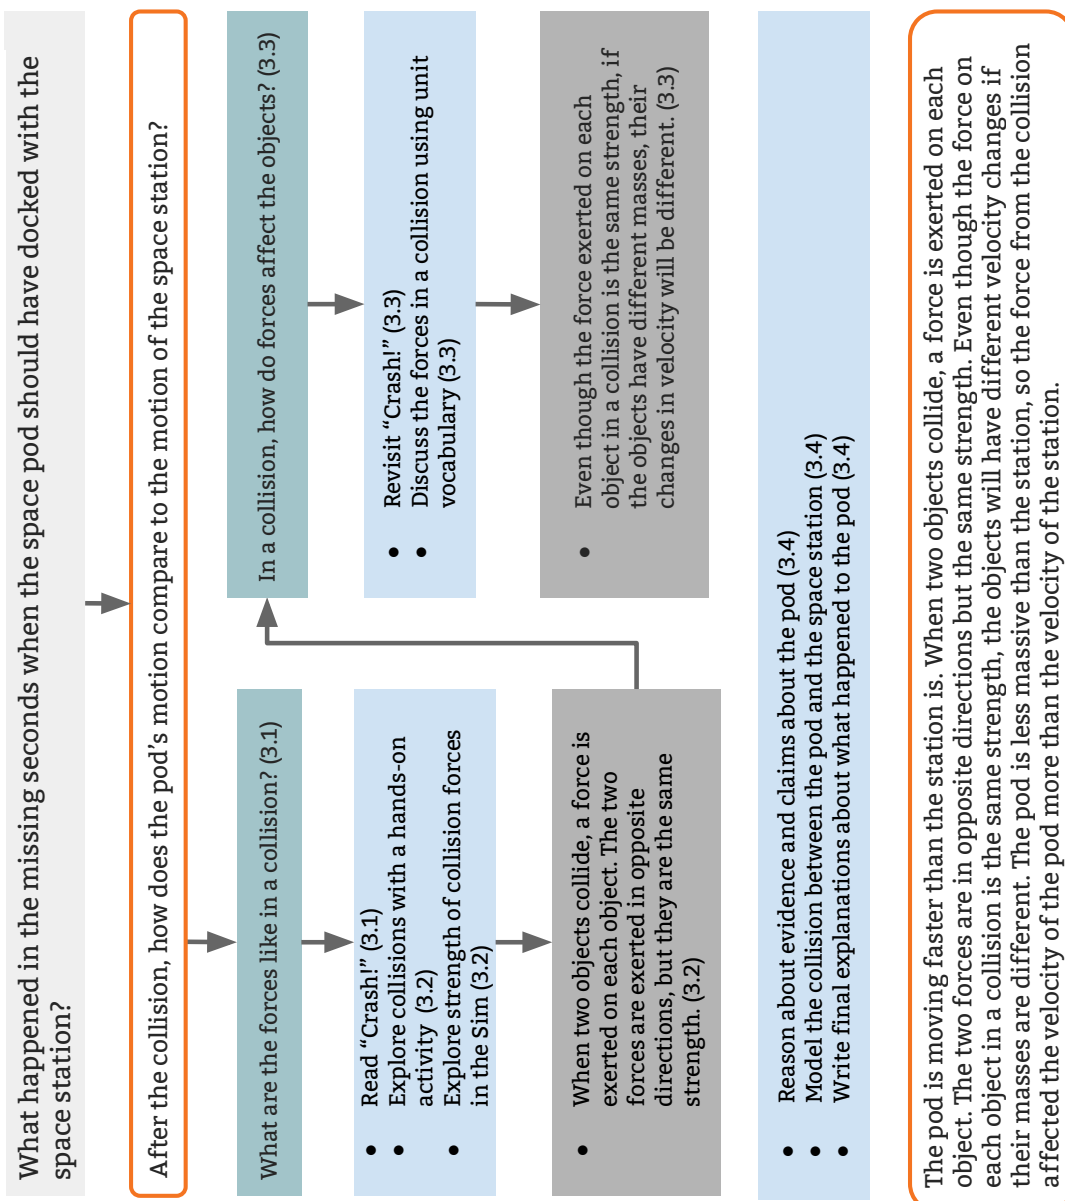 What happened in the missing seconds when the space pod should have docked with the
space station?
After the collision, how does the pod’s motion compare to the motion of the space station?
What are the forces like in a collision? (3.1)
• Read “Crash!” (3.1)
• Explore collisions with a hands-on
activity (3.2)
• Explore strength of collision forces
in the Sim (3.2)
• When two objects collide, a force is
exerted on each object. The two
forces are exerted in opposite
directions, but they are the same
strength. (3.2)
In a collision, how do forces affect the objects? (3.3)
• Revisit “Crash!” (3.3)
• Discuss the forces in a collision using unit
vocabulary (3.3)
• Even though the force exerted on each
object in a collision is the same strength, if
the objects have different masses, their
changes in velocity will be different. (3.3)
• Reason about evidence and claims about the pod (3.4)
• Model the collision between the pod and the space station (3.4)
• Write final explanations about what happened to the pod (3.4)
The pod is moving faster than the station is. When two objects collide, a force is exerted on each
object. The two forces are in opposite directions but the same strength. Even though the force on
each object in a collision is the same strength, the objects will have different velocity changes if
their masses are different. The pod is less massive than the station, so the force from the collision
affected the velocity of the pod more than the velocity of the station.